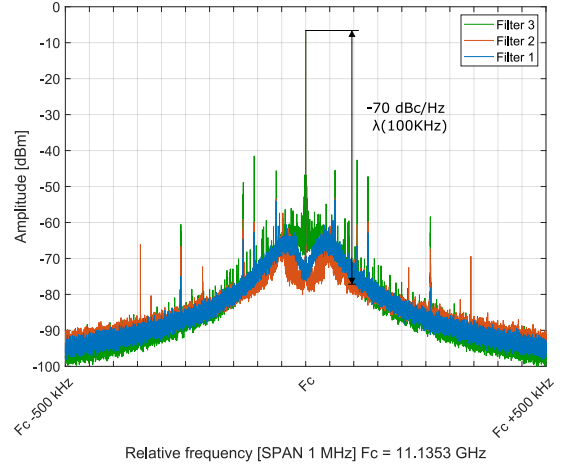 0
-10
-20
-30
-40
-50
-60
-70
-80
-90
-100
Amplitude [dBm]
Filter 3
Filter 2
Filter 1
-70 dBc/Hz
λ(100KHz)
Fc -500 kHz
Fc
Fc +500 kHz
Relative frequency [SPAN 1 MHz] Fc = 11.1353 GHz